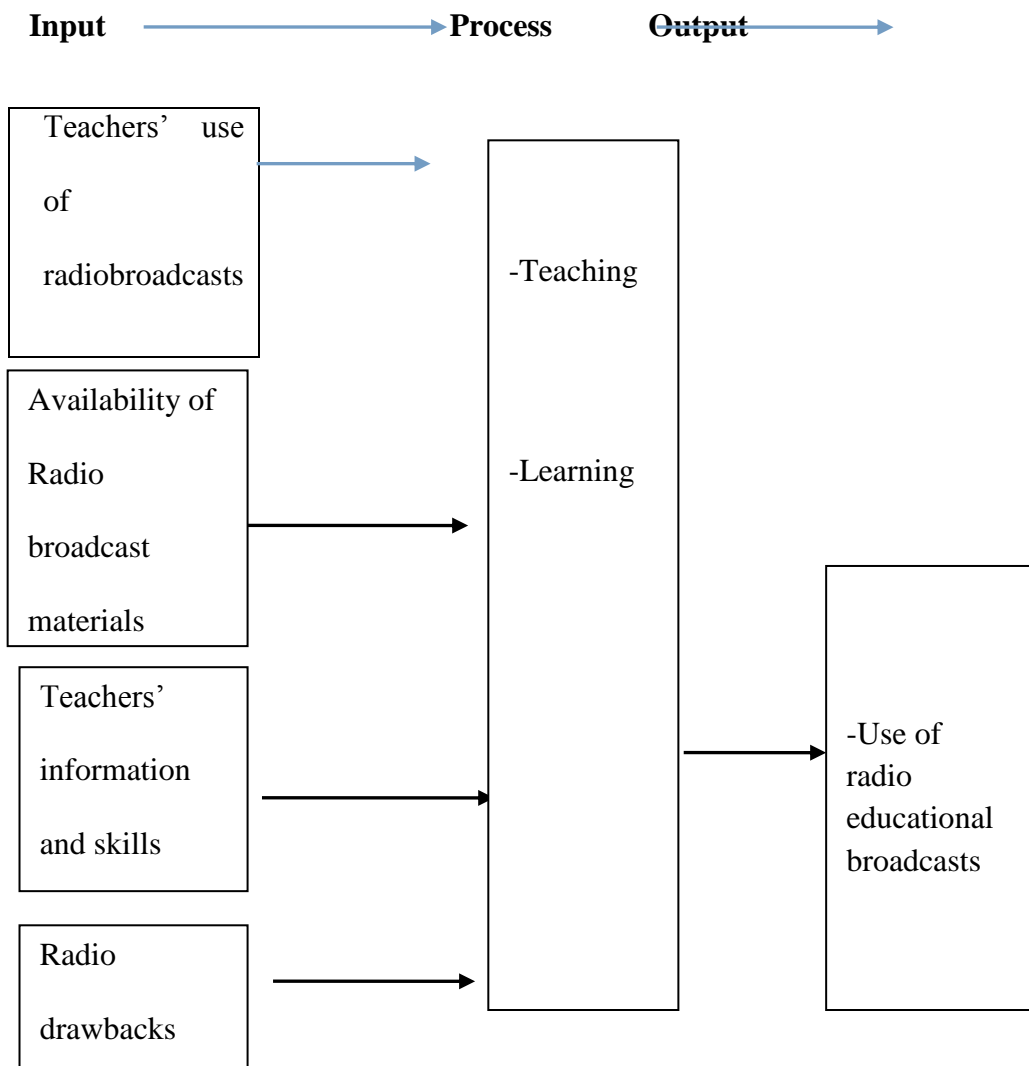 Input Process Output
Teachers’ use
of
radiobroadcasts
Availability of
Radio
broadcast
materials
Teachers’
information
and skills
Radio
drawbacks
-Teaching
-Learning
-Use of
radio
educational
broadcasts